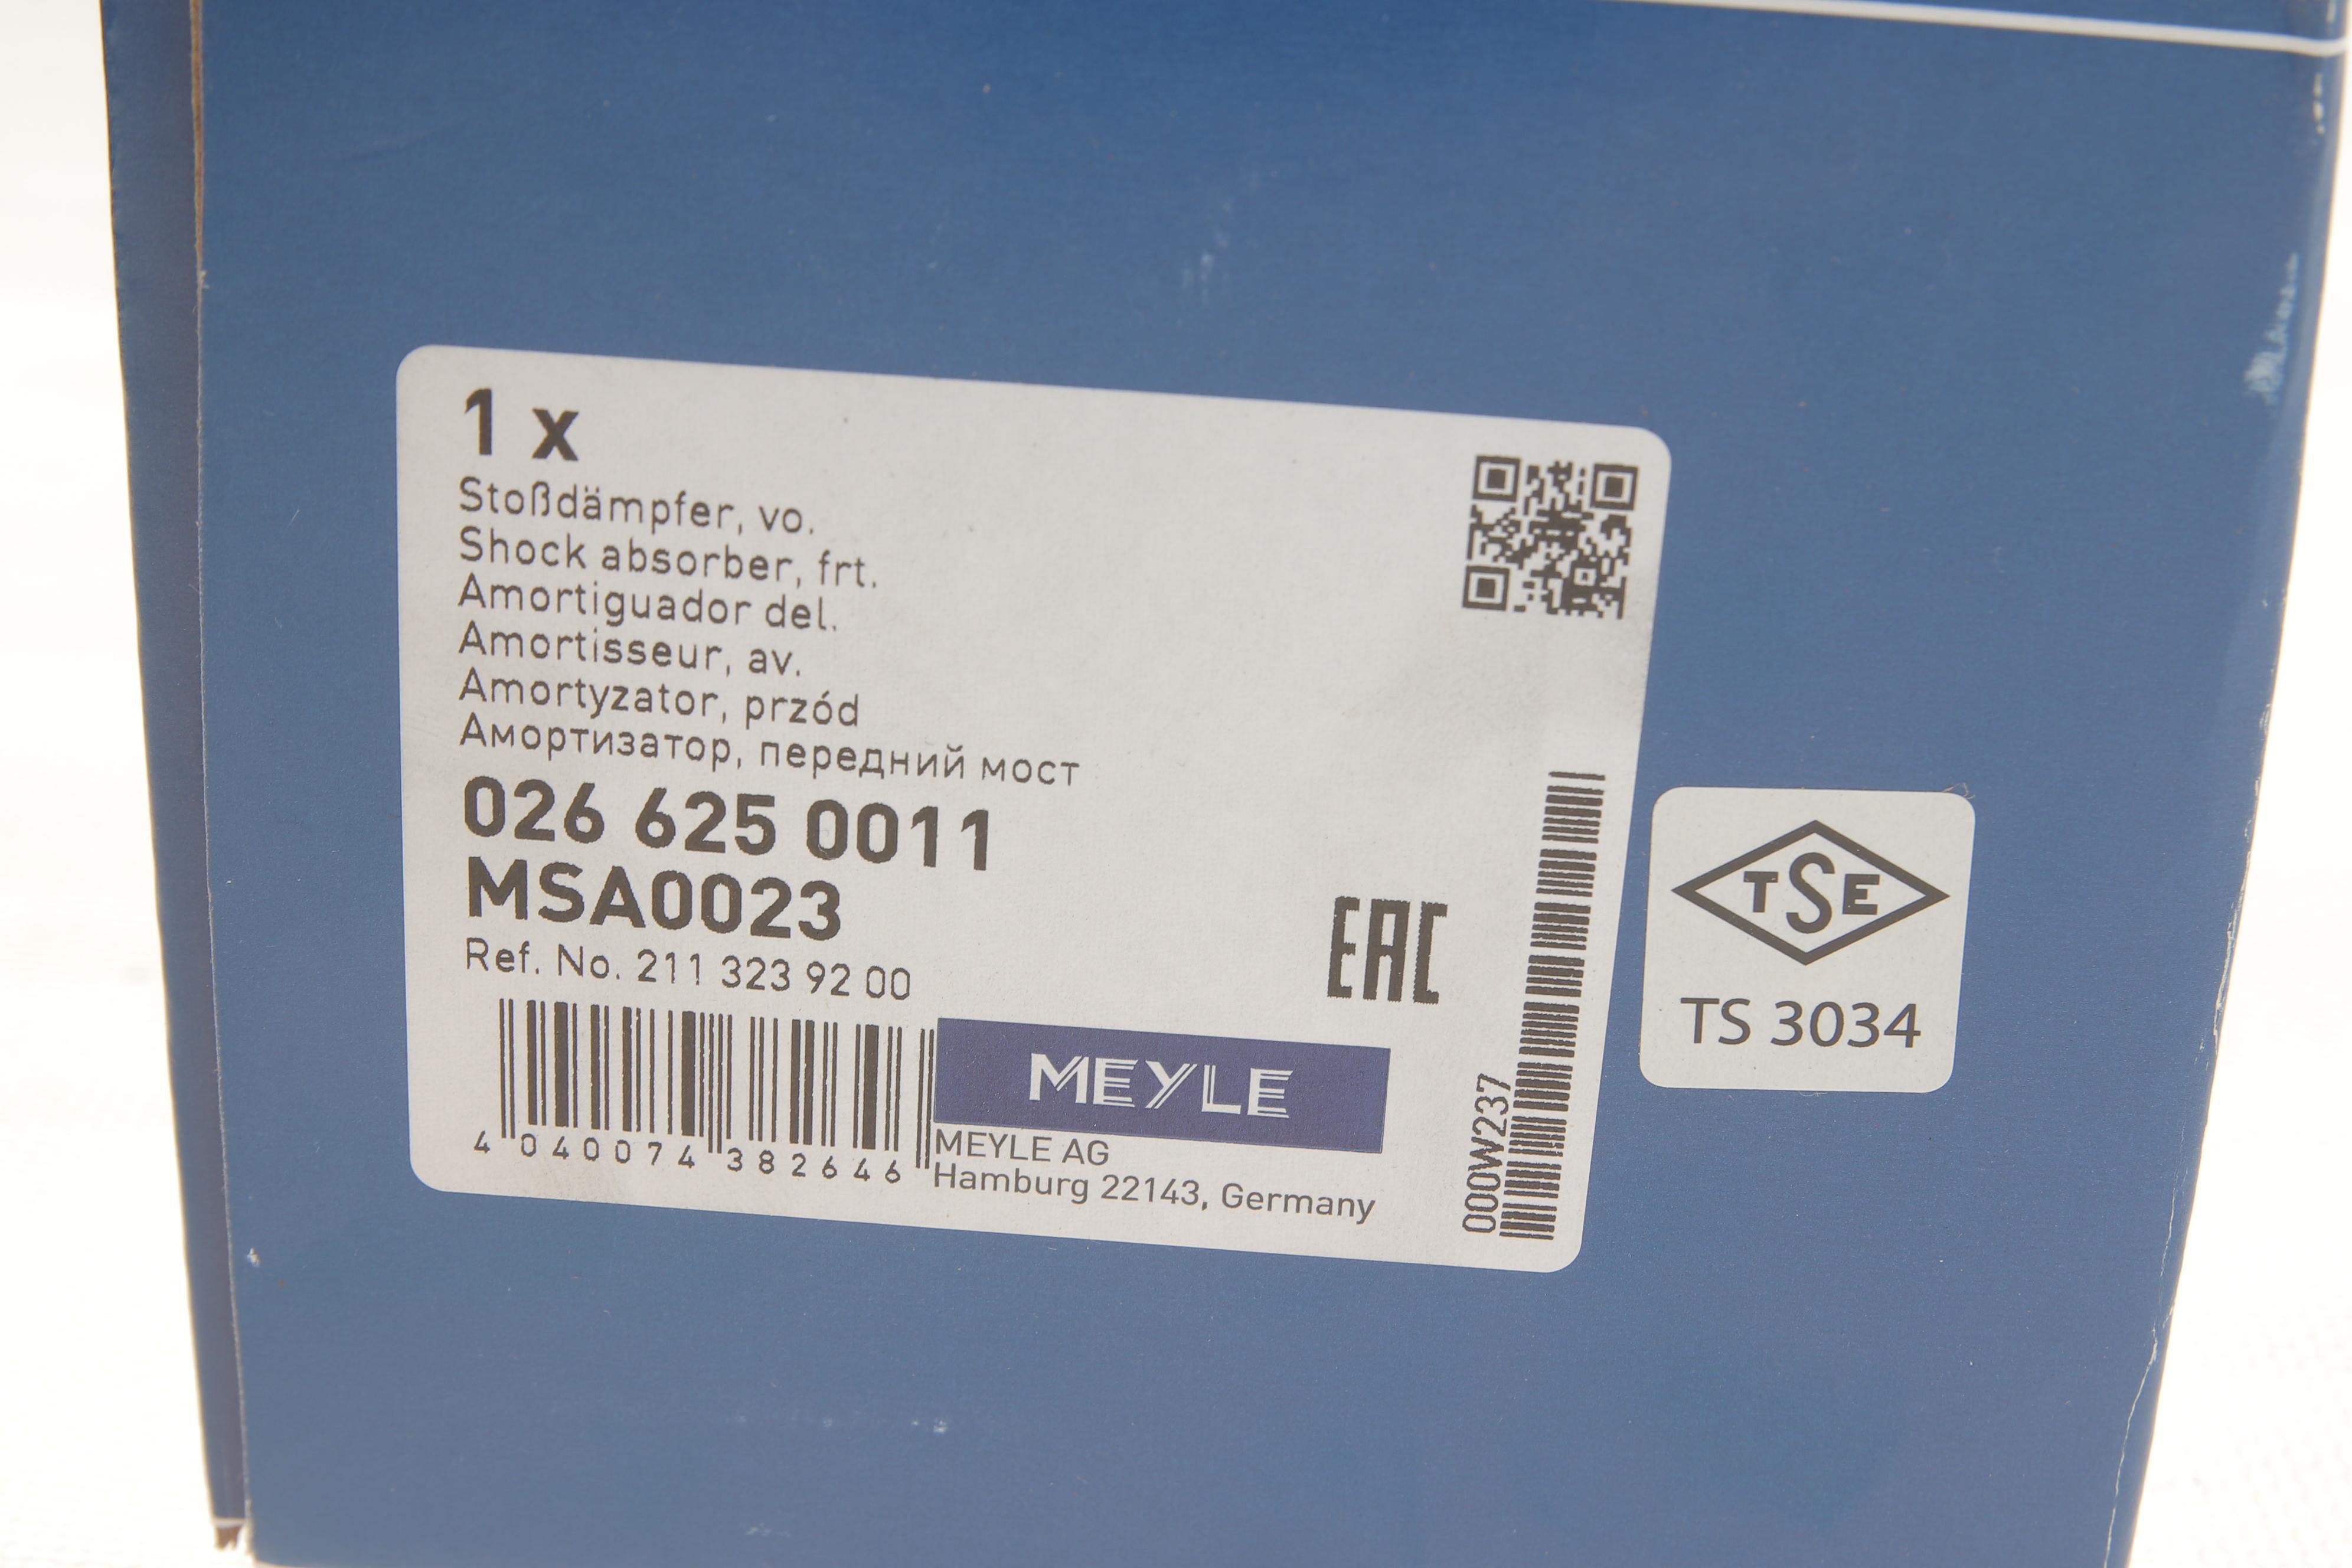 1 x
Stoßdämpfer, vo.
Shock absorber, frt.
Amortiguador del.
Amortisseur, av.
Amortyzator, przód
Амортизатор, передний мост
026 625 0011
MSA0023
Ref. No. 211 323 92 00
EAC
4 040074 382646
MEYLE
MEYLE AG
Hamburg 22143, Germany
000W237
TSE
TS 3034